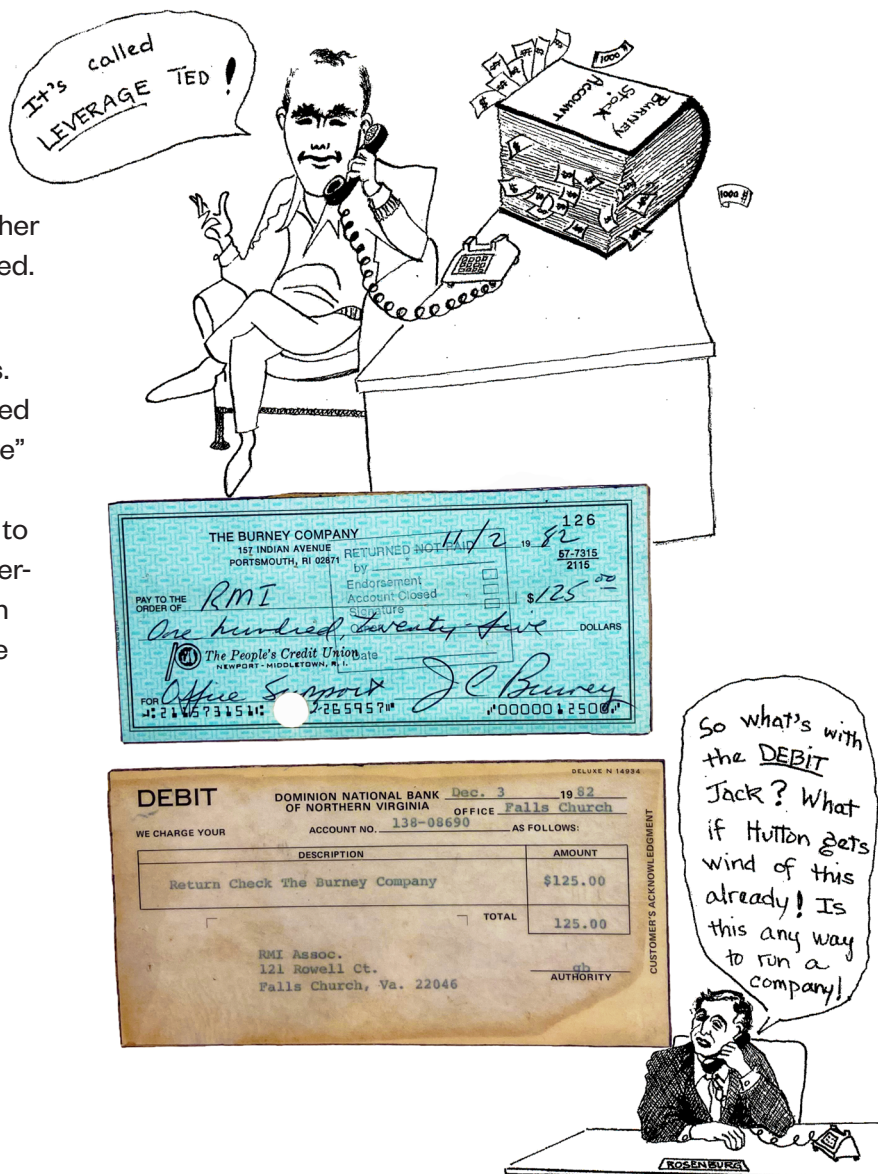 It's called
LEVERAGE TED!
BURNEY
STOCK
ACCOUNT
1000
1000
her
ed.
s.
ed
e”
to
er-
n
e
126
THE BURNEY COMPANY
157 INDIAN AVENUE
PORTSMOUTH, RI 02871
11/2 19 82
57-7315
2115
RETURNED NOT PAID
by
Endorsement
Account Closed
Signature
Date
PAY TO THE
ORDER OF RMI $125 00
One hundred, twenty-five DOLLARS
The People's Credit Union
NEWPORT - MIDDLETOWN, R. I.
FOR Office Support J C Burney
265957
0000012500
DELUXE N 14934
DEBIT
DOMINION NATIONAL BANK Dec. 3 19 82
OF NORTHERN VIRGINIA OFFICE Falls Church
WE CHARGE YOUR ACCOUNT NO. 138-08690 AS FOLLOWS:
DESCRIPTION AMOUNT
Return Check The Burney Company $125.00
TOTAL 125.00
RMI Assoc.
121 Rowell Ct.
Falls Church, Va. 22046
gb
AUTHORITY
CUSTOMER'S ACKNOWLEDGMENT
So what's with
the DEBIT
Jack? What
if Hutton gets
wind of this
already! Is
this any way
to run a
company!
ROSENBURG